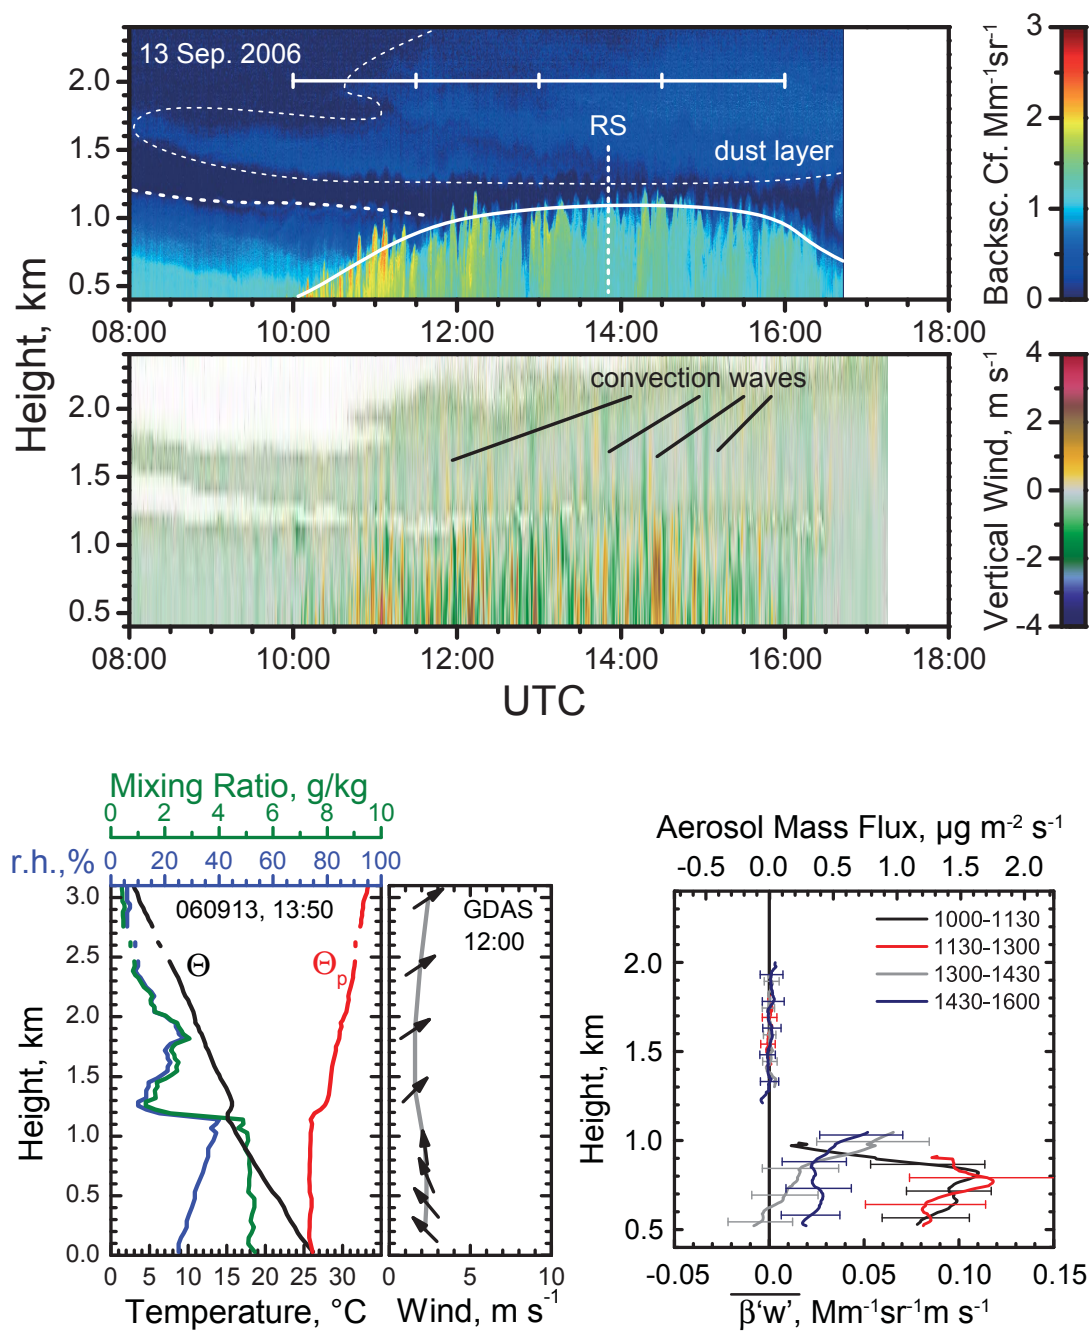 13 Sep. 2006
RS
dust layer
Height, km
2.0
1.5
1.0
0.5
08:00 10:00 12:00 14:00 16:00 18:00
Backsc. Cf. Mm-1sr-1
3
2
1
0
convection waves
2.0
1.5
1.0
0.5
08:00 10:00 12:00 14:00 16:00 18:00
UTC
Vertical Wind, m s-1
4
2
0
-2
-4
Mixing Ratio, g/kg
0 2 4 6 8 10
r.h.,%
0 20 40 60 80 100
060913, 13:50
Θ
Θp
Height, km
3.0
2.5
2.0
1.5
1.0
0.5
0.0
0 5 10 15 20 25 30
Temperature, °C
GDAS
12:00
0 5 10
Wind, m s-1
Aerosol Mass Flux, µg m-2 s-1
-0.5 0.0 0.5 1.0 1.5 2.0
1000-1130
1130-1300
1300-1430
1430-1600
Height, km
2.0
1.5
1.0
0.5
-0.05 0.0 0.05 0.10 0.15
β‘w’, Mm-1sr-1m s-1